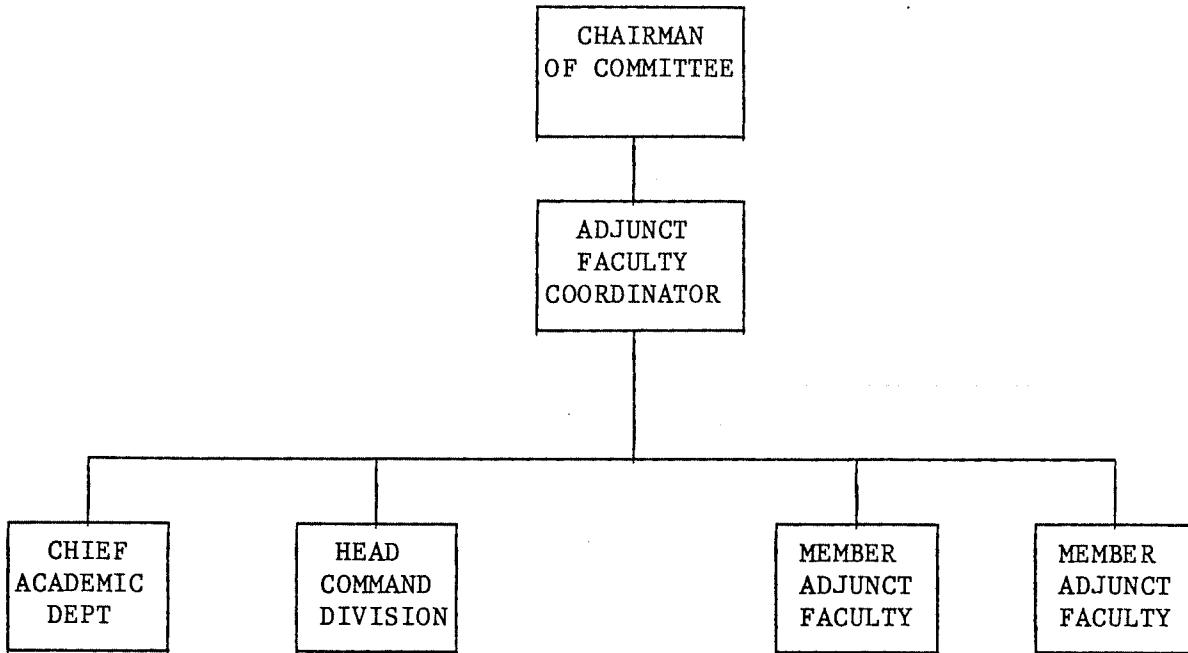 CHAIRMAN
OF COMMITTEE
ADJUNCT
FACULTY
COORDINATOR
CHIEF
ACADEMIC
DEPT
HEAD
COMMAND
DIVISION
MEMBER
ADJUNCT
FACULTY
MEMBER
ADJUNCT
FACULTY